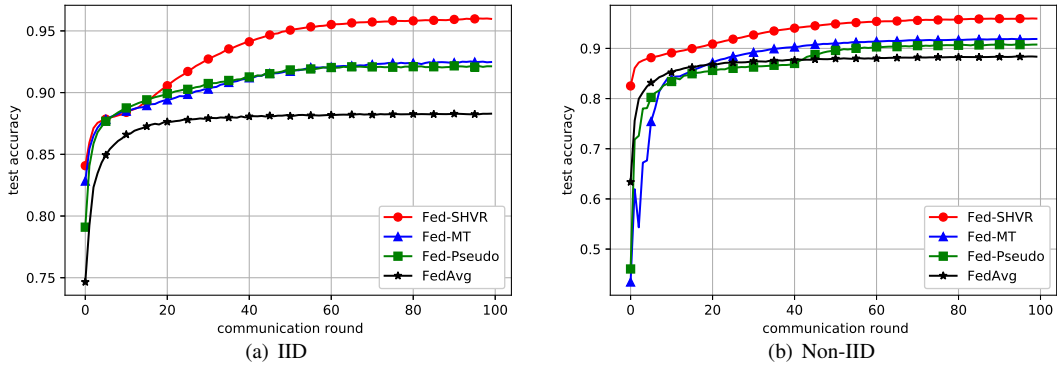 0.95
0.90
0.85
0.80
0.75
test accuracy
0 20 40 60 80 100
communication round
Fed-SHVR
Fed-MT
Fed-Pseudo
FedAvg
(a) IID
0.9
0.8
0.7
0.6
0.5
test accuracy
0 20 40 60 80 100
communication round
Fed-SHVR
Fed-MT
Fed-Pseudo
FedAvg
(b) Non-IID